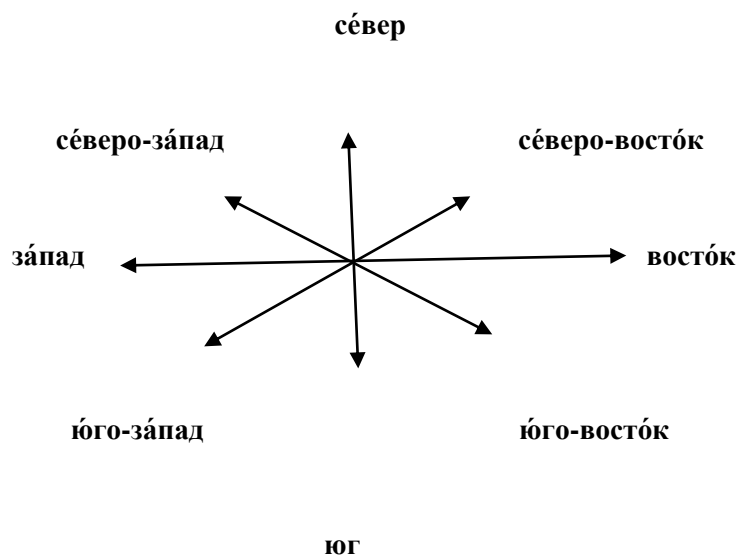 се́вер
се́веро-за́пад се́веро-восто́к
за́пад восто́к
ю́го-за́пад ю́го-восто́к
юг